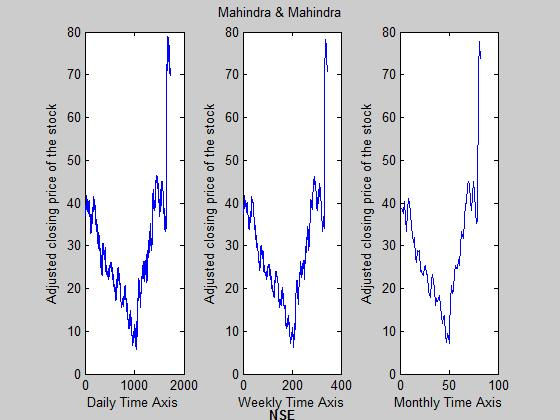 Mahindra & Mahindra
Adjusted closing price of the stock
80
70
60
50
40
30
20
10
0
0 1000 2000
Daily Time Axis
Adjusted closing price of the stock
80
70
60
50
40
30
20
10
0
0 200 400
Weekly Time Axis
Adjusted closing price of the stock
80
70
60
50
40
30
20
10
0
0 50 100
Monthly Time Axis
NSE